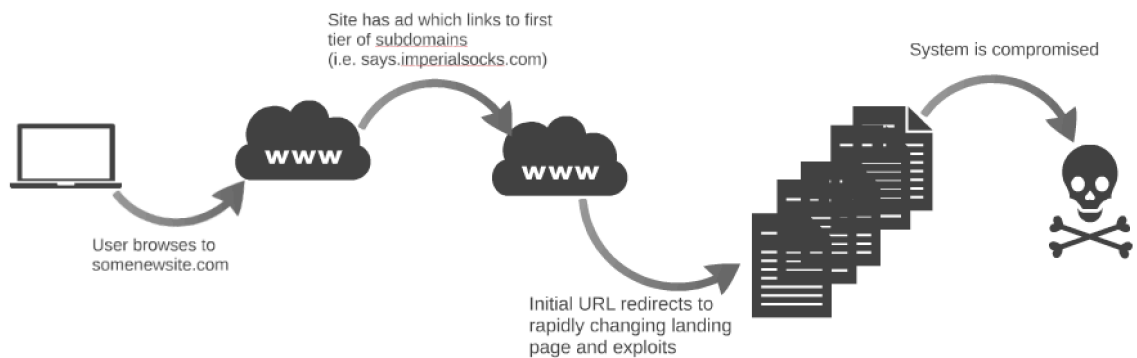 Site has ad which links to first
tier of subdomains
(i.e. says.imperialsocks.com)
System is compromised
www
www
User browses to
somenewsite.com
Initial URL redirects to
rapidly changing landing
page and exploits